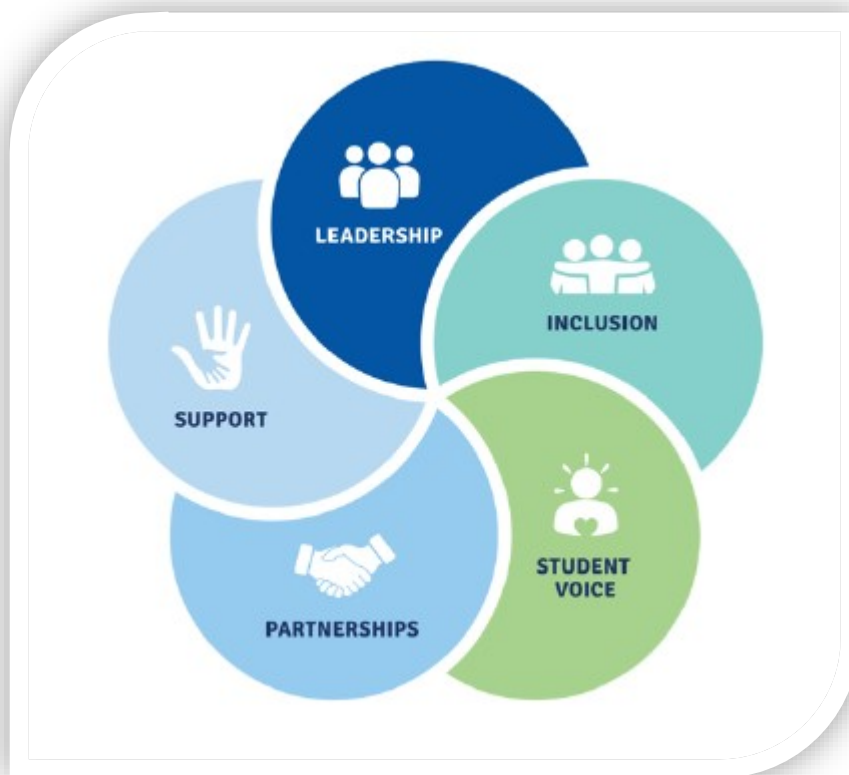 LEADERSHIP
INCLUSION
STUDENT
VOICE
PARTNERSHIPS
SUPPORT